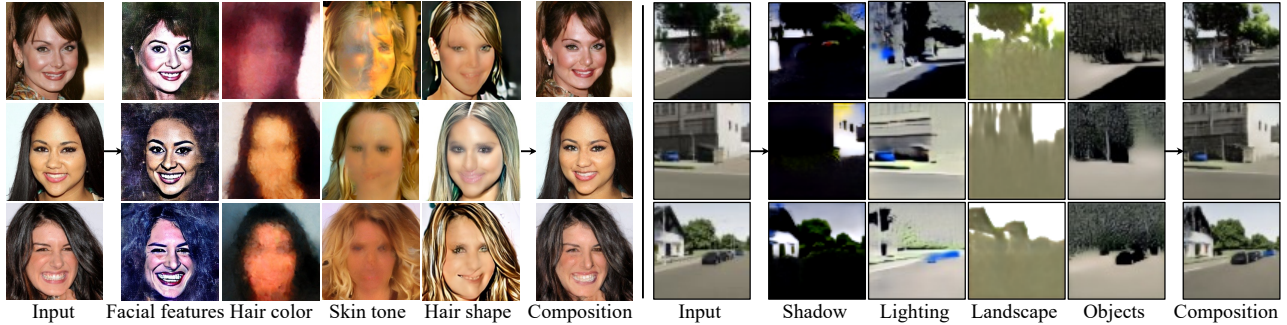 Input Facial features Hair color Skin tone Hair shape Composition Input Shadow Lighting Landscape Objects Composition